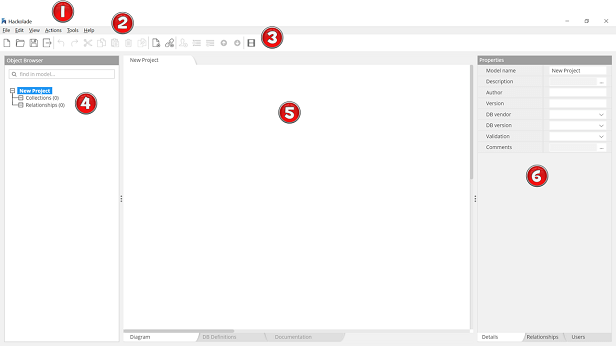 Hackolade
1
File Edit View Actions Tools Help
2
3
Object Browser
New Project
Properties
Find in model...
New Project
Collections (0)
Relationships (0)
4
5
Model name New Project
Description ...
Author
Version
DB vendor
DB version
Validation
Comments ...
6
Diagram DB Definitions Documentation
Details Relationships Users